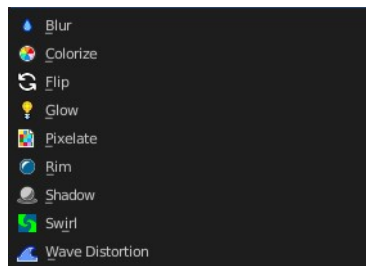 Blur
Colorize
Flip
Glow
Pixelate
Rim
Shadow
Swirl
Wave Distortion